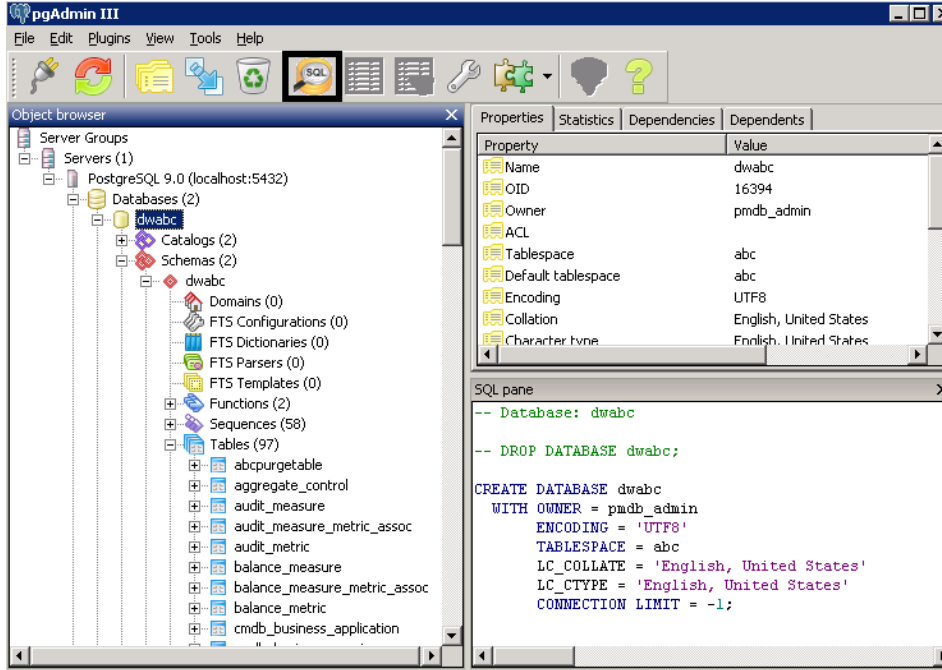 pgAdmin III
File Edit Plugins View Tools Help
SQL
Object browser
Server Groups
Servers (1)
PostgreSQL 9.0 (localhost:5432)
Databases (2)
dwabc
Catalogs (2)
Schemas (2)
dwabc
Domains (0)
FTS Configurations (0)
FTS Dictionaries (0)
FTS Parsers (0)
FTS Templates (0)
Functions (2)
Sequences (58)
Tables (97)
abcpurgetable
aggregate_control
audit_measure
audit_measure_metric_assoc
audit_metric
balance_measure
balance_measure_metric_assoc
balance_metric
cmdb_business_application
Properties Statistics Dependencies Dependents
Property Value
Name dwabc
OID 16394
Owner pmdb_admin
ACL
Tablespace abc
Default tablespace abc
Encoding UTF8
Collation English, United States
Character type English, United States
SQL pane
-- Database: dwabc
-- DROP DATABASE dwabc;
CREATE DATABASE dwabc
WITH OWNER = pmdb_admin
ENCODING = 'UTF8'
TABLESPACE = abc
LC_COLLATE = 'English, United States'
LC_CTYPE = 'English, United States'
CONNECTION LIMIT = -1;